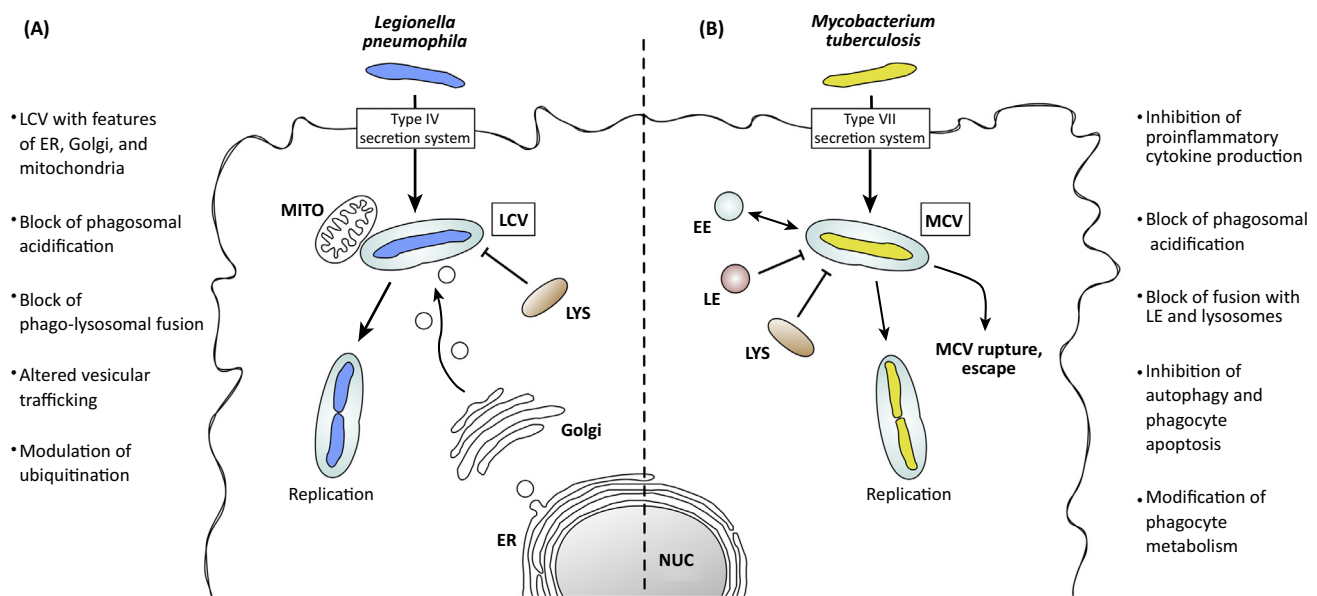 (A)
Legionella
pneumophila
Type IV
secretion system
• LCV with features
of ER, Golgi, and
mitochondria
• Block of phagosomal
acidification
• Block of
phago-lysosomal fusion
• Altered vesicular
trafficking
• Modulation of
ubiquitination
MITO
LCV
LYS
Golgi
Replication
ER
NUC
(B)
Mycobacterium
tuberculosis
Type VII
secretion system
EE
MCV
LE
LYS
MCV rupture,
escape
Replication
• Inhibition of
proinflammatory
cytokine production
• Block of phagosomal
acidification
• Block of fusion with
LE and lysosomes
• Inhibition of
autophagy and
phagocyte
apoptosis
• Modification of
phagocyte
metabolism